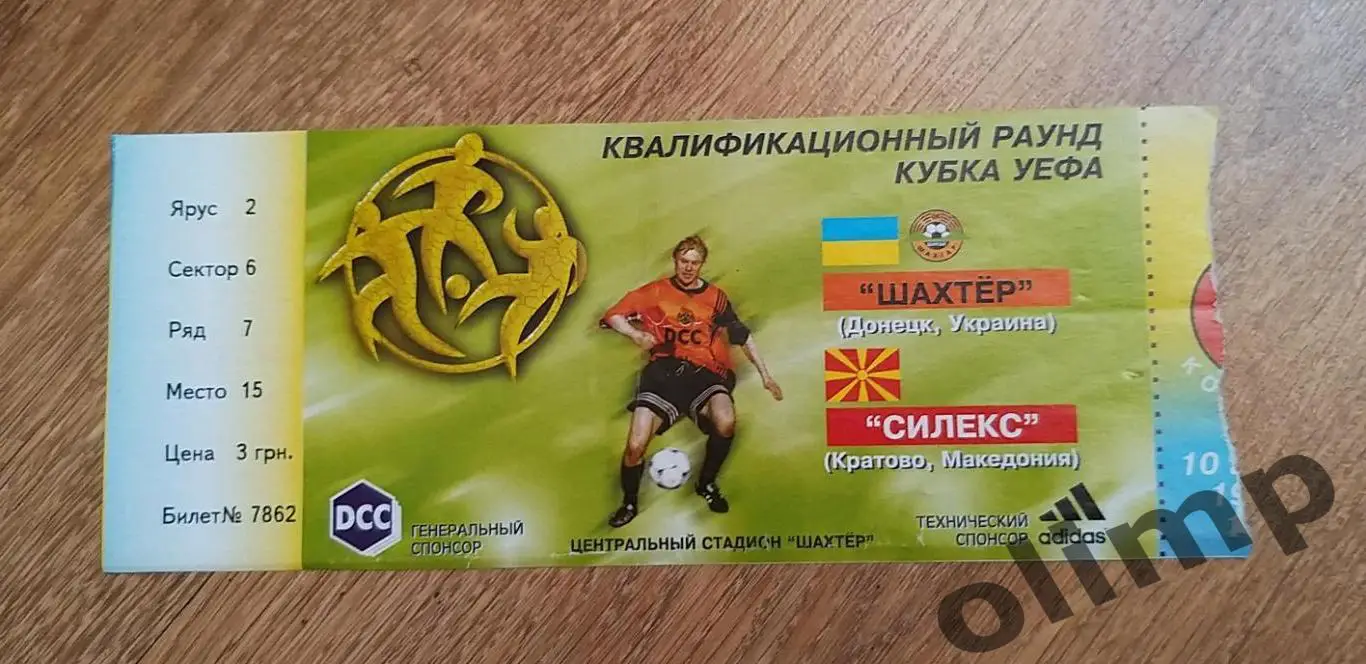 Ярус 2
Сектор 6
Ряд 7
Место 15
Цена 3 грн.
Билет№ 7862
КВАЛИФИКАЦИОННЫЙ РАУНД
КУБКА УЕФА
"ШАХТЁР"
(Донецк, Украина)
"СИЛЕКС"
(Кратово, Македония)
DCC
DCC
ГЕНЕРАЛЬНЫЙ
СПОНСОР
ЦЕНТРАЛЬНЫЙ СТАДИОН "ШАХТЁР"
ТЕХНИЧЕСКИЙ
СПОНСОР
adidas
10
olimp